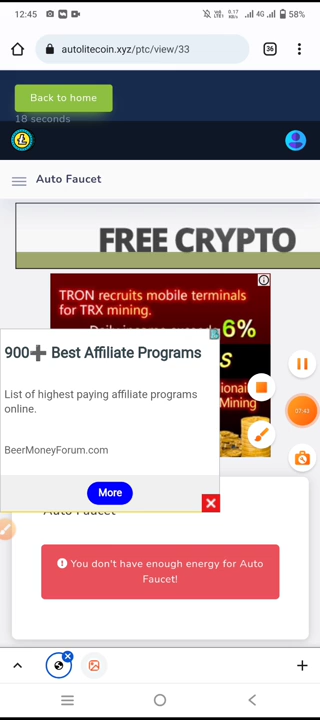 12:45
4G
58%
autolitecoin.xyz/ptc/view/33
36
Back to home
18 seconds
Auto Faucet
FREE CRYPTO
TRON recruits mobile terminals
for TRX mining.
6%
900➕ Best Affiliate Programs
List of highest paying affiliate programs
online.
Mining
BeerMoneyForum.com
More
Auto Faucet
You don't have enough energy for Auto
Faucet!